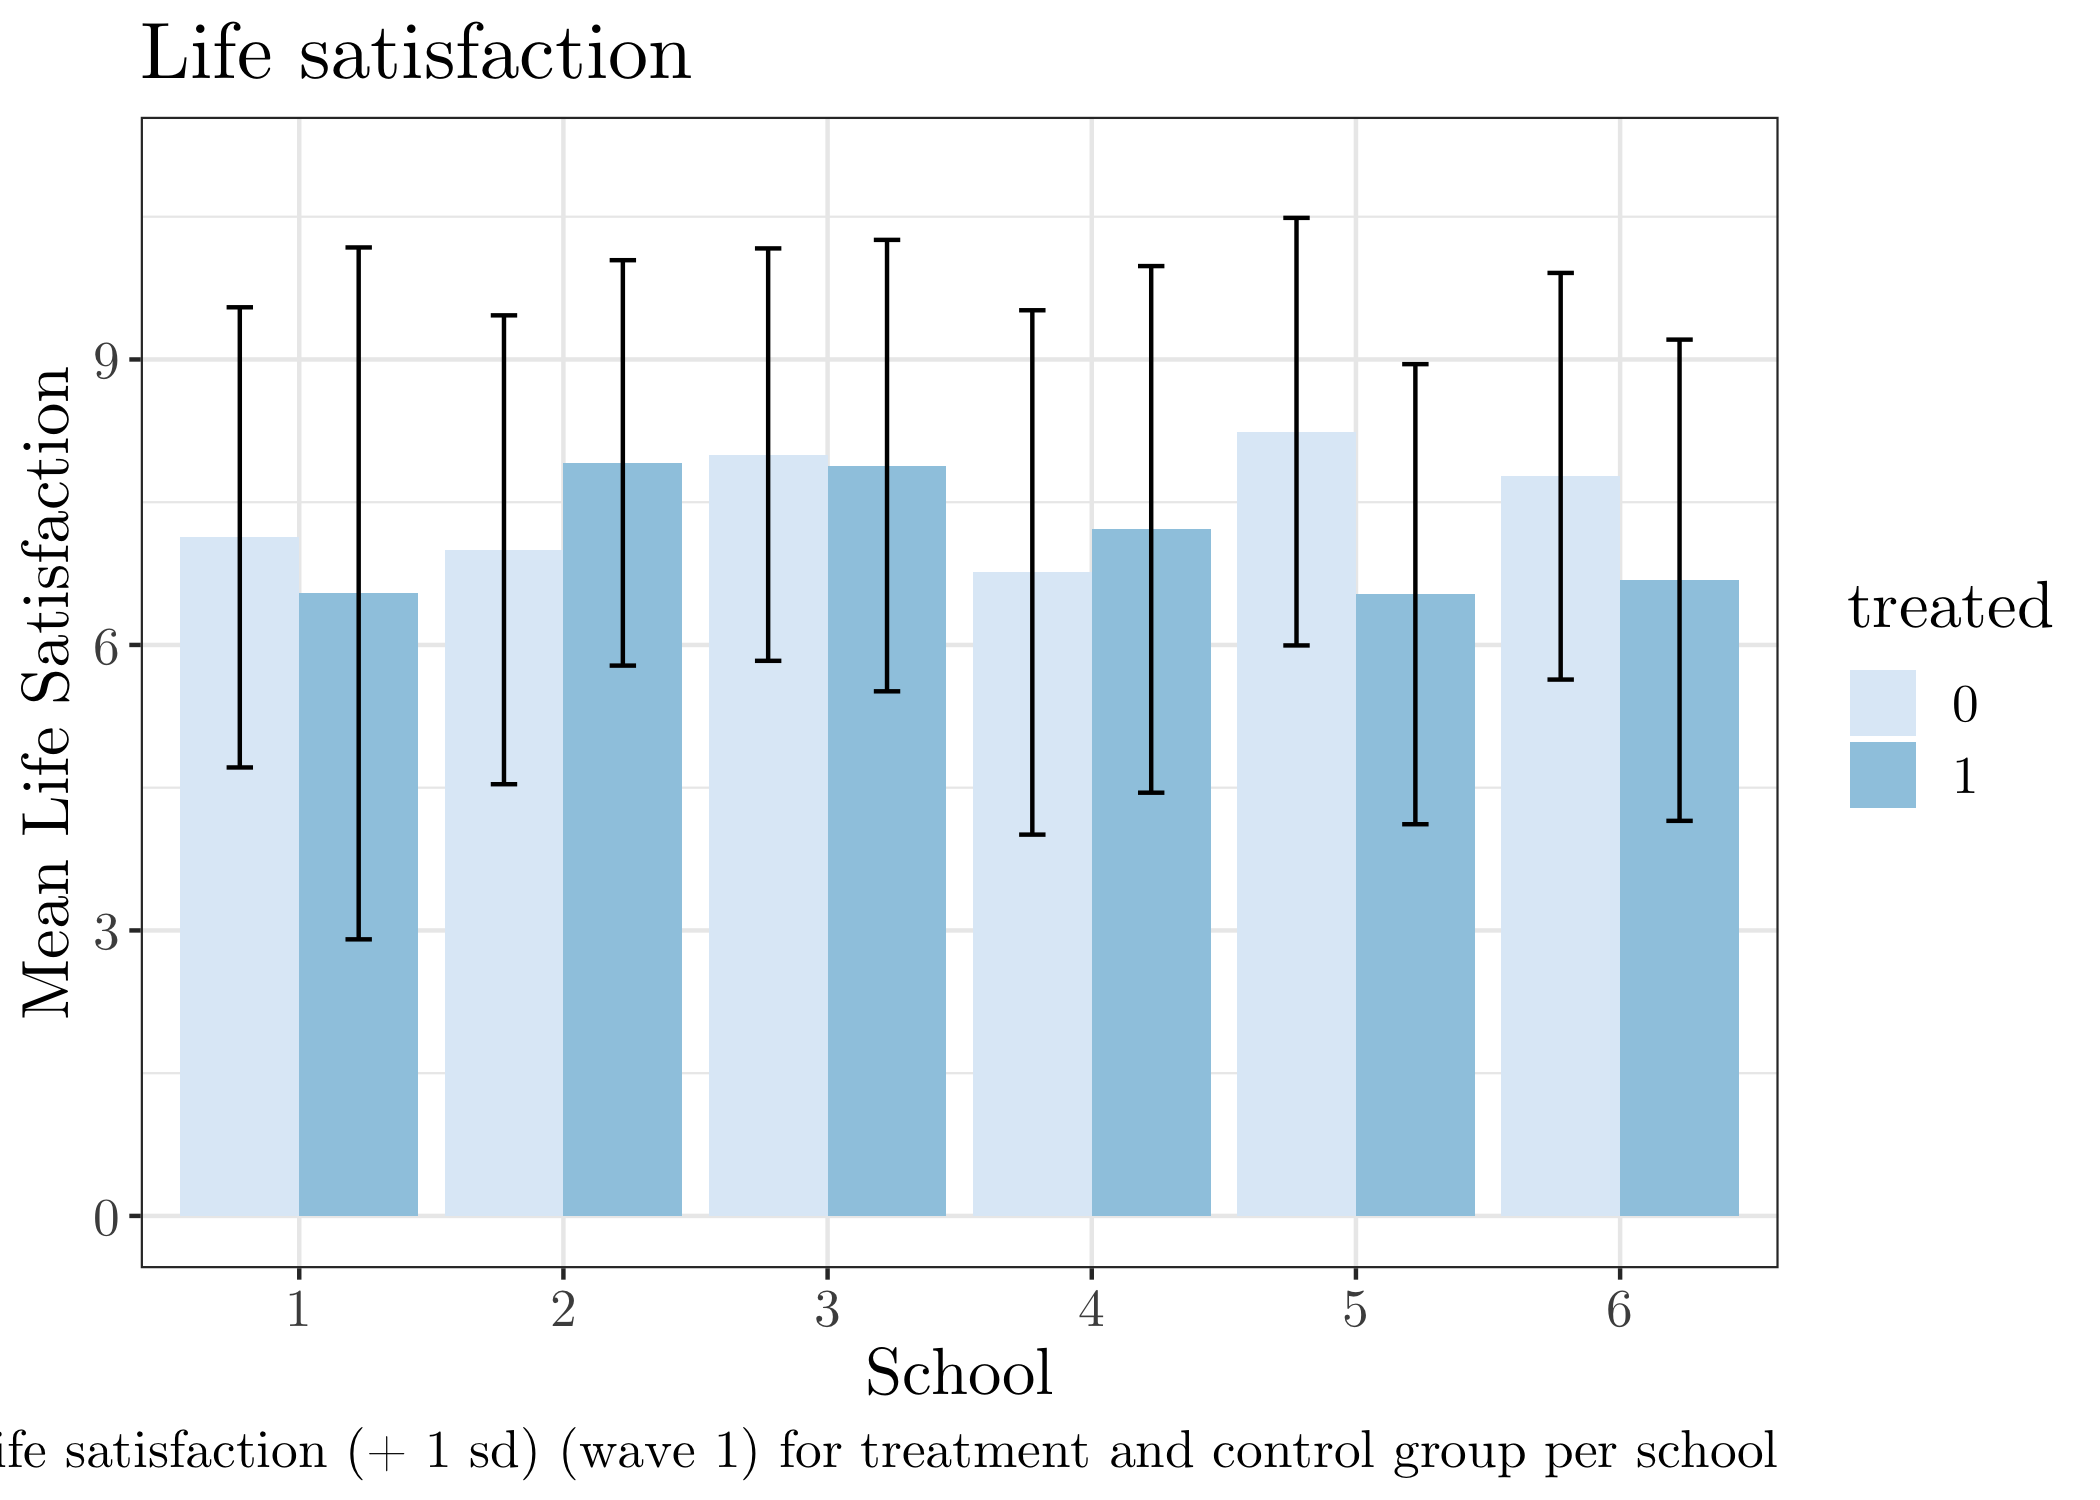 Life satisfaction
Mean Life Satisfaction
9
6
3
0
1 2 3 4 5 6
School
treated
0
1
ife satisfaction (+ 1 sd) (wave 1) for treatment and control group per school